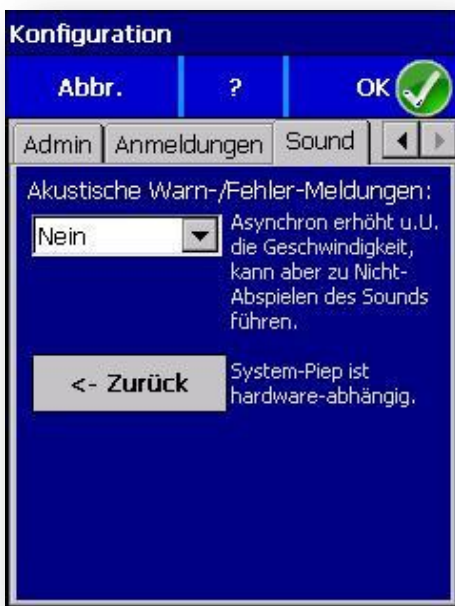 Konfiguration
Abbr.
?
OK
Admin
Anmeldungen
Sound
Akustische Warn-/Fehler-Meldungen:
Nein
Asynchron erhöht u.U.
die Geschwindigkeit,
kann aber zu Nicht-
Abspielen des Sounds
führen.
<- Zurück
System-Piep ist
hardware-abhängig.